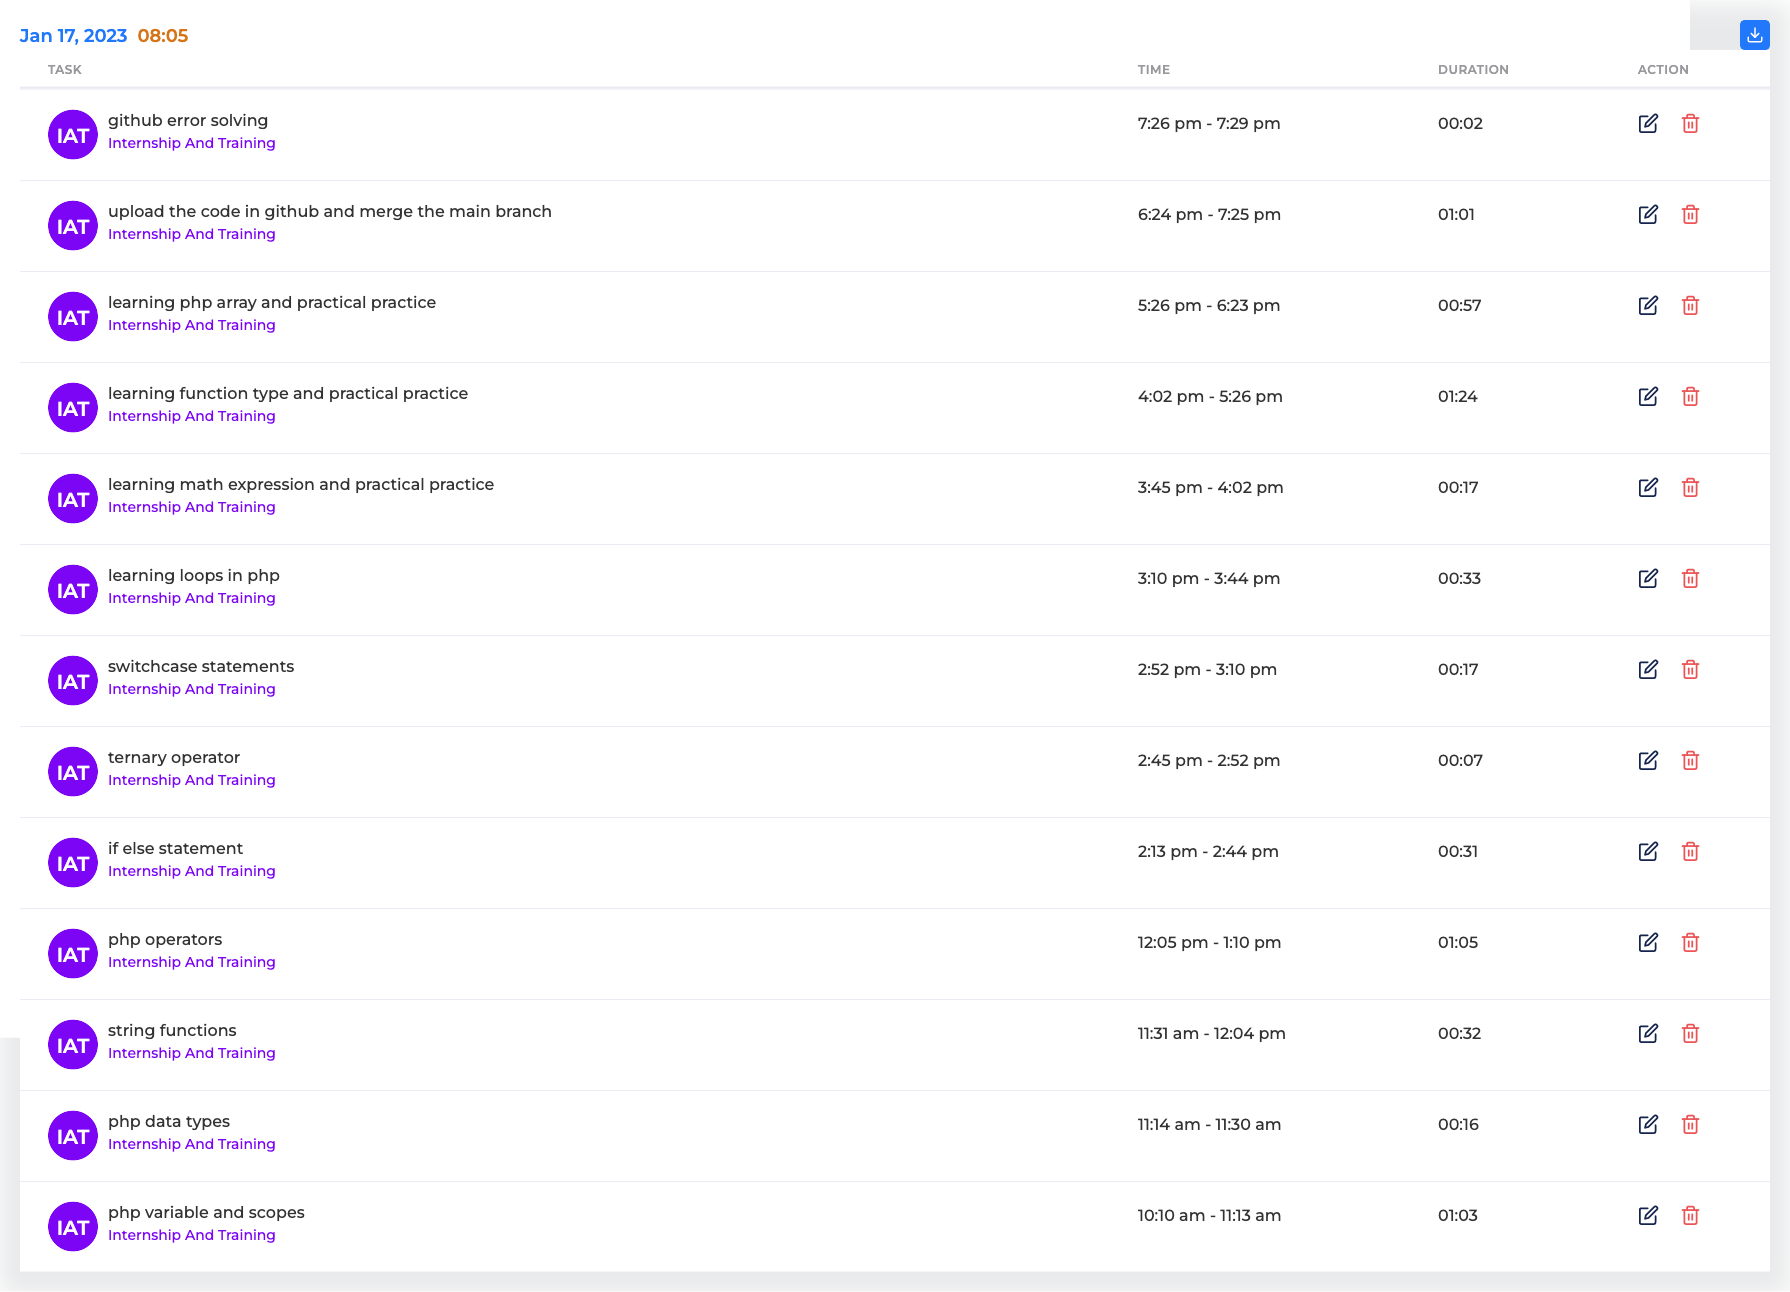 Jan 17, 2023 08:05
TASK TIME DURATION ACTION
IAT github error solving 7:26 pm - 7:29 pm 00:02
Internship And Training
IAT upload the code in github and merge the main branch 6:24 pm - 7:25 pm 01:01
Internship And Training
IAT learning php array and practical practice 5:26 pm - 6:23 pm 00:57
Internship And Training
IAT learning function type and practical practice 4:02 pm - 5:26 pm 01:24
Internship And Training
IAT learning math expression and practical practice 3:45 pm - 4:02 pm 00:17
Internship And Training
IAT learning loops in php 3:10 pm - 3:44 pm 00:33
Internship And Training
IAT switchcase statements 2:52 pm - 3:10 pm 00:17
Internship And Training
IAT ternary operator 2:45 pm - 2:52 pm 00:07
Internship And Training
IAT if else statement 2:13 pm - 2:44 pm 00:31
Internship And Training
IAT php operators 12:05 pm - 1:10 pm 01:05
Internship And Training
IAT string functions 11:31 am - 12:04 pm 00:32
Internship And Training
IAT php data types 11:14 am - 11:30 am 00:16
Internship And Training
IAT php variable and scopes 10:10 am - 11:13 am 01:03
Internship And Training